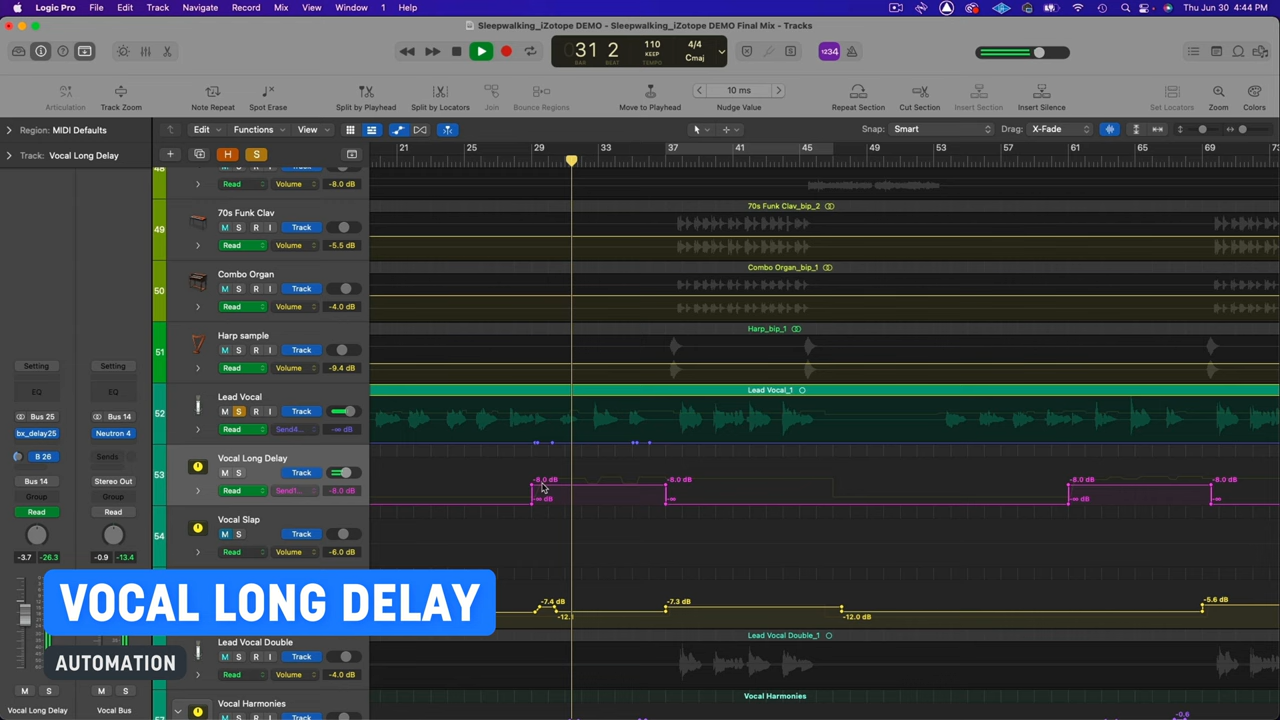 Logic Pro File Edit Track Navigate Record Mix View Window 1 Help Thu Jun 30 4:44 PM
Sleepwalking_iZotope DEMO - Sleepwalking_iZotope DEMO Final Mix - Tracks
31 2 110 4/4
BAR BEAT KEEP TEMPO Cmaj
1234
Articulation Track Zoom Note Repeat Spot Erase Split by Playhead Split by Locators Join Bounce Regions Move to Playhead 10 ms Nudge Value Repeat Section Cut Section Insert Section Insert Silence Set Locators Zoom Colors
Region: MIDI Defaults Edit Functions View Snap: Smart Drag: X-Fade
Track: Vocal Long Delay H S 21 25 29 33 37 41 45 49 53 57 61 65 69 73
48 Read Volume -8.0 dB
70s Funk Clav_bip_2
49 70s Funk Clav
M S R I Track
Read Volume -5.5 dB
Combo Organ_bip_1
50 Combo Organ
M S R I Track
Read Volume -4.0 dB
Harp_bip_1
51 Harp sample
M S R I Track
Read Volume -9.4 dB
Lead Vocal_1
52 Lead Vocal
M S R I Track
Read Send4... -∞ dB
53 Vocal Long Delay
M S Track
Read Send1... -8.0 dB
-8.0 dB -8.0 dB -8.0 dB -8.0 dB
-∞ dB -∞ -∞ dB -∞
54 Vocal Slap
M S Track
Read Volume -6.0 dB
-7.4 dB -7.3 dB -5.6 dB
-12.0 dB
Lead Vocal Double_1
Lead Vocal Double
M S R I Track
Read Volume -4.0 dB
Vocal Harmonies
Vocal Harmonies
-0.6
Setting Setting
EQ EQ
Bus 25 Bus 14
bx_delay25 Neutron 4
B 26 Sends
Bus 14 Stereo Out
Group Group
Read Read
-3.7 -26.3 -0.9 -13.4
VOCAL LONG DELAY
AUTOMATION
M S M S
Vocal Long Delay Vocal Bus